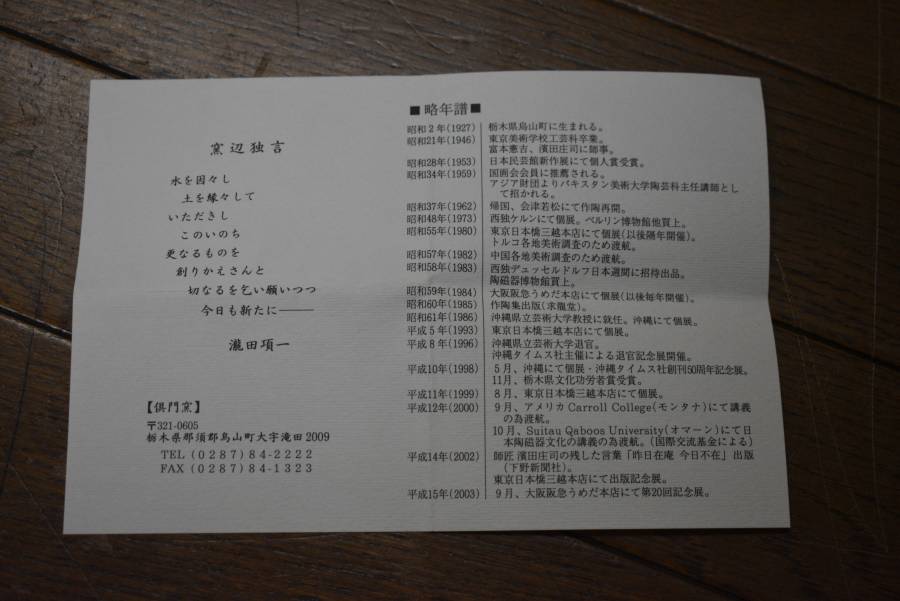 窯辺独言
水を因々し
土を縁々して
いただきし
このいのち
更なるものを
創りかえさんと
切なるを乞い願いつつ
今日も新たに───
瀧田項一
【倶門窯】
〒321-0605
栃木県那須郡烏山町大字滝田2009
TEL (0287)84-2222
FAX (0287)84-1323
■略年譜■
昭和2年(1927) 栃木県烏山町に生まれる。
昭和21年(1946) 東京美術学校工芸科卒業。
富本憲吉、濱田庄司に師事。
昭和28年(1953) 日本民芸館新作展にて個人賞受賞。
昭和34年(1959) 国画会会員に推薦される。
アジア財団よりパキスタン美術大学陶芸科主任講師とし
て招かれる。
昭和37年(1962) 帰国、会津若松にて作陶再開。
昭和48年(1973) 西独ケルンにて個展。ベルリン博物館他買上。
昭和55年(1980) 東京日本橋三越本店にて個展(以後隔年開催)。
トルコ各地美術調査のため渡航。
昭和57年(1982) 中国各地美術調査のため渡航。
昭和58年(1983) 西独デュッセルドルフ日本週間に招待出品。
陶磁器博物館買上。
昭和59年(1984) 大阪阪急うめだ本店にて個展(以後毎年開催)。
昭和60年(1985) 作陶集出版(求龍堂)。
昭和61年(1986) 沖縄県立芸術大学教授に就任。沖縄にて個展。
平成5年(1993) 東京日本橋三越本店にて個展。
平成8年(1996) 沖縄県立芸術大学退官。
沖縄タイムス社主催による退官記念展開催。
平成10年(1998) 5月、沖縄にて個展・沖縄タイムス社創刊50周年記念展。
11月、栃木県文化功労者賞受賞。
平成11年(1999) 8月、東京日本橋三越本店にて個展。
平成12年(2000) 9月、アメリカCarroll College(モンタナ)にて講義
の為渡航。
10月、Suitau Qaboos University(オマーン)にて日
本陶磁器文化の講義の為渡航。(国際交流基金による)
平成14年(2002) 師匠 濱田庄司の残した言葉「昨日在庵 今日不在」出版
(下野新聞社)。
東京日本橋三越本店にて出版記念展。
平成15年(2003) 9月、大阪阪急うめだ本店にて第20回記念展。